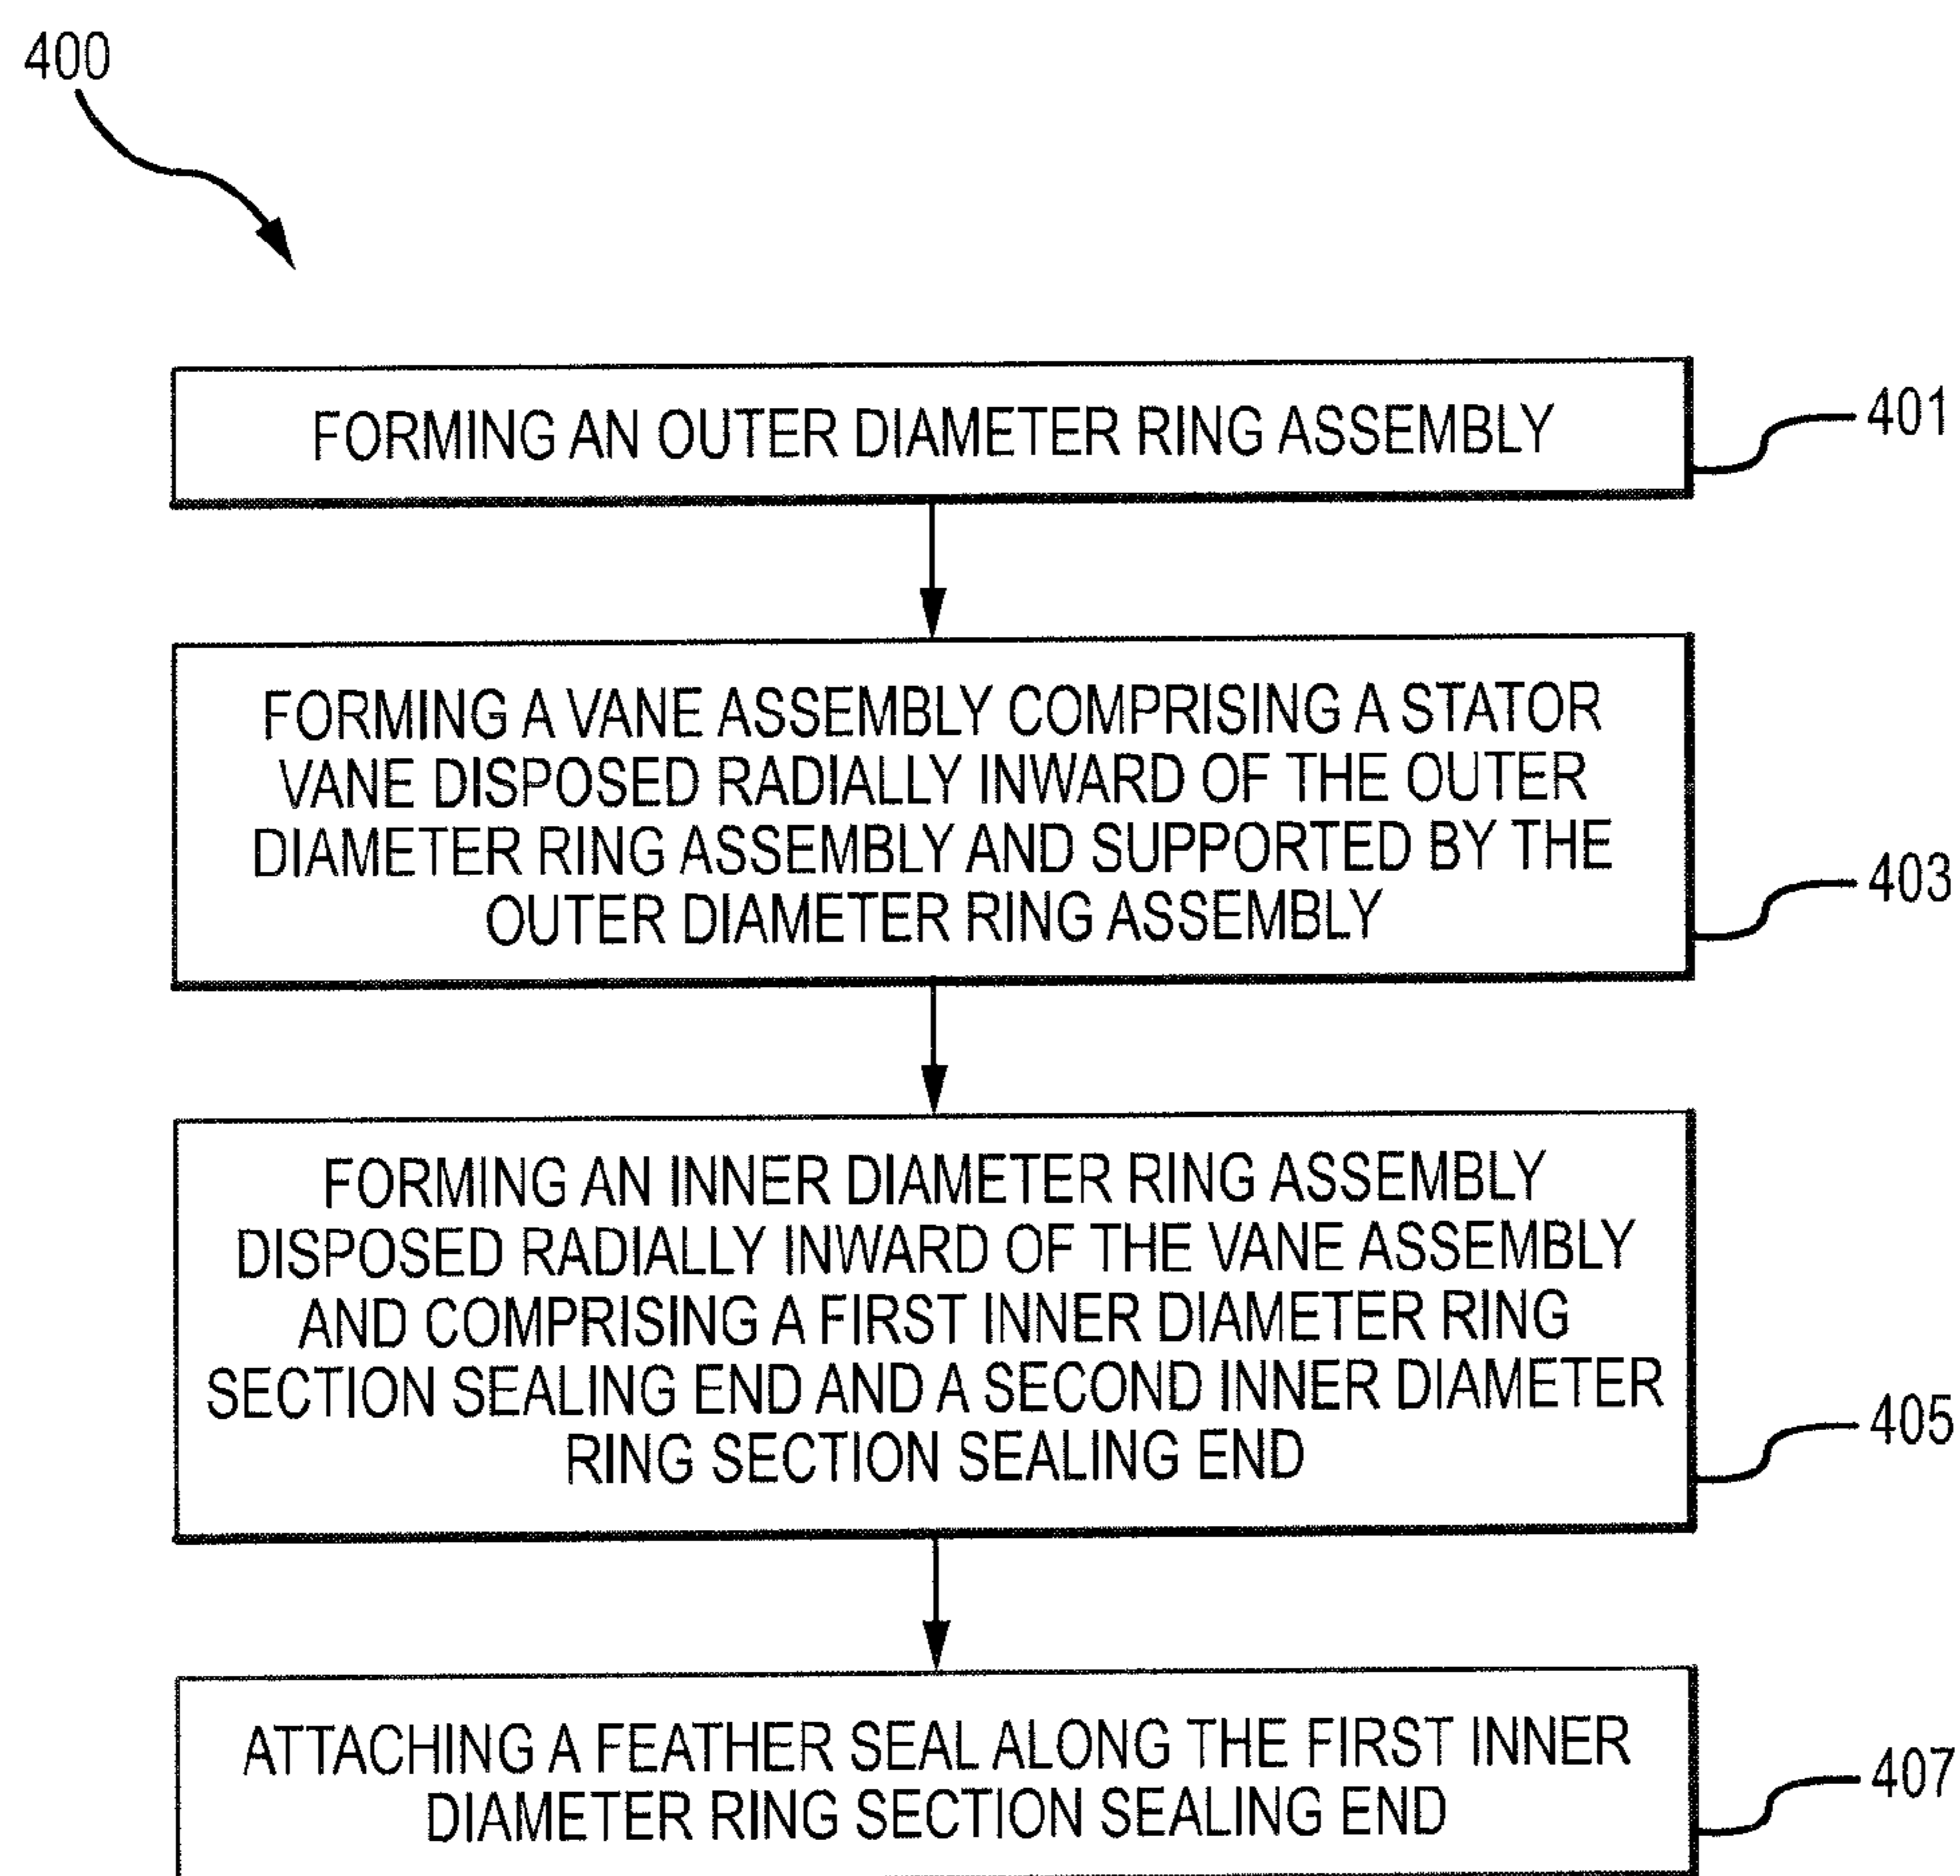 400
FORMING AN OUTER DIAMETER RING ASSEMBLY
401
FORMING A VANE ASSEMBLY COMPRISING A STATOR
VANE DISPOSED RADIALLY INWARD OF THE OUTER
DIAMETER RING ASSEMBLY AND SUPPORTED BY THE
OUTER DIAMETER RING ASSEMBLY
403
FORMING AN INNER DIAMETER RING ASSEMBLY
DISPOSED RADIALLY INWARD OF THE VANE ASSEMBLY
AND COMPRISING A FIRST INNER DIAMETER RING
SECTION SEALING END AND A SECOND INNER DIAMETER
RING SECTION SEALING END
405
ATTACHING A FEATHER SEAL ALONG THE FIRST INNER
DIAMETER RING SECTION SEALING END
407